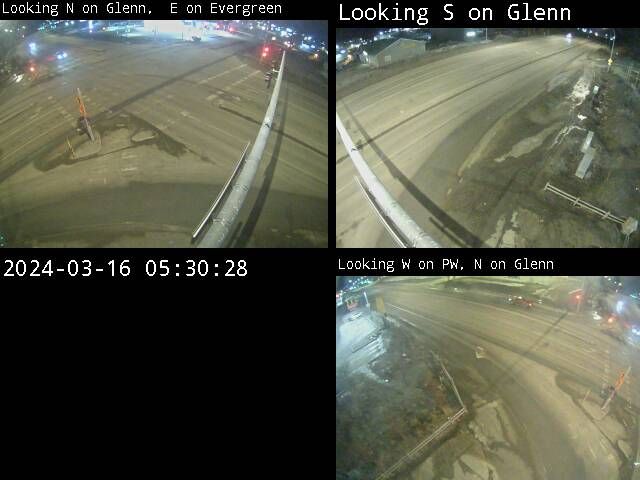 Looking N on Glenn,  E on Evergreen
Looking S on Glenn
2024-03-16 05:30:28
Looking W on PW, N on Glenn